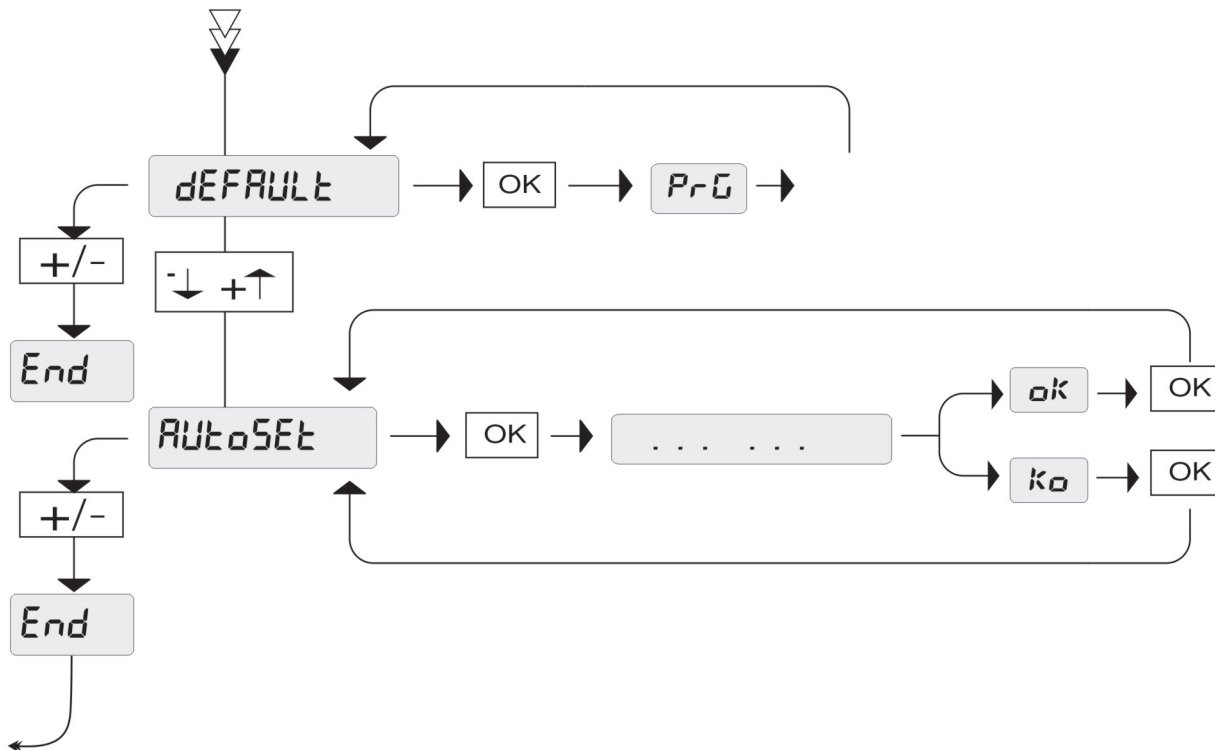 dEFAULt OK PrG
+/-
-↓ +↑
End
oK OK
AUtoSEt OK ... ...
Ko OK
+/-
End